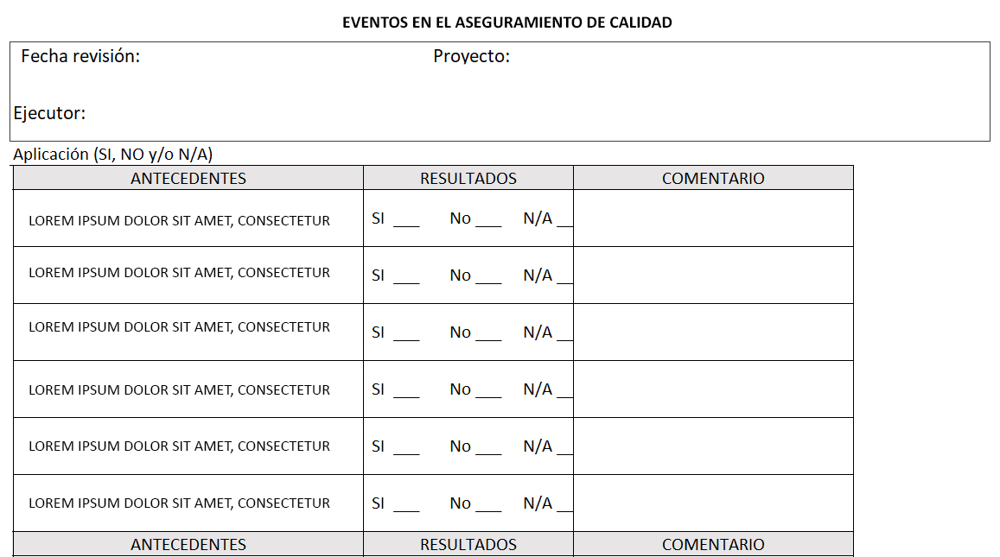 EVENTOS EN EL ASEGURAMIENTO DE CALIDAD
Fecha revisión: Proyecto:
Ejecutor:
Aplicación (SI, NO y/o N/A)
ANTECEDENTES RESULTADOS COMENTARIO
LOREM IPSUM DOLOR SIT AMET, CONSECTETUR SI ___ No ___ N/A __
LOREM IPSUM DOLOR SIT AMET, CONSECTETUR SI ___ No ___ N/A __
LOREM IPSUM DOLOR SIT AMET, CONSECTETUR SI ___ No ___ N/A __
LOREM IPSUM DOLOR SIT AMET, CONSECTETUR SI ___ No ___ N/A __
LOREM IPSUM DOLOR SIT AMET, CONSECTETUR SI ___ No ___ N/A __
LOREM IPSUM DOLOR SIT AMET, CONSECTETUR SI ___ No ___ N/A __
ANTECEDENTES RESULTADOS COMENTARIO